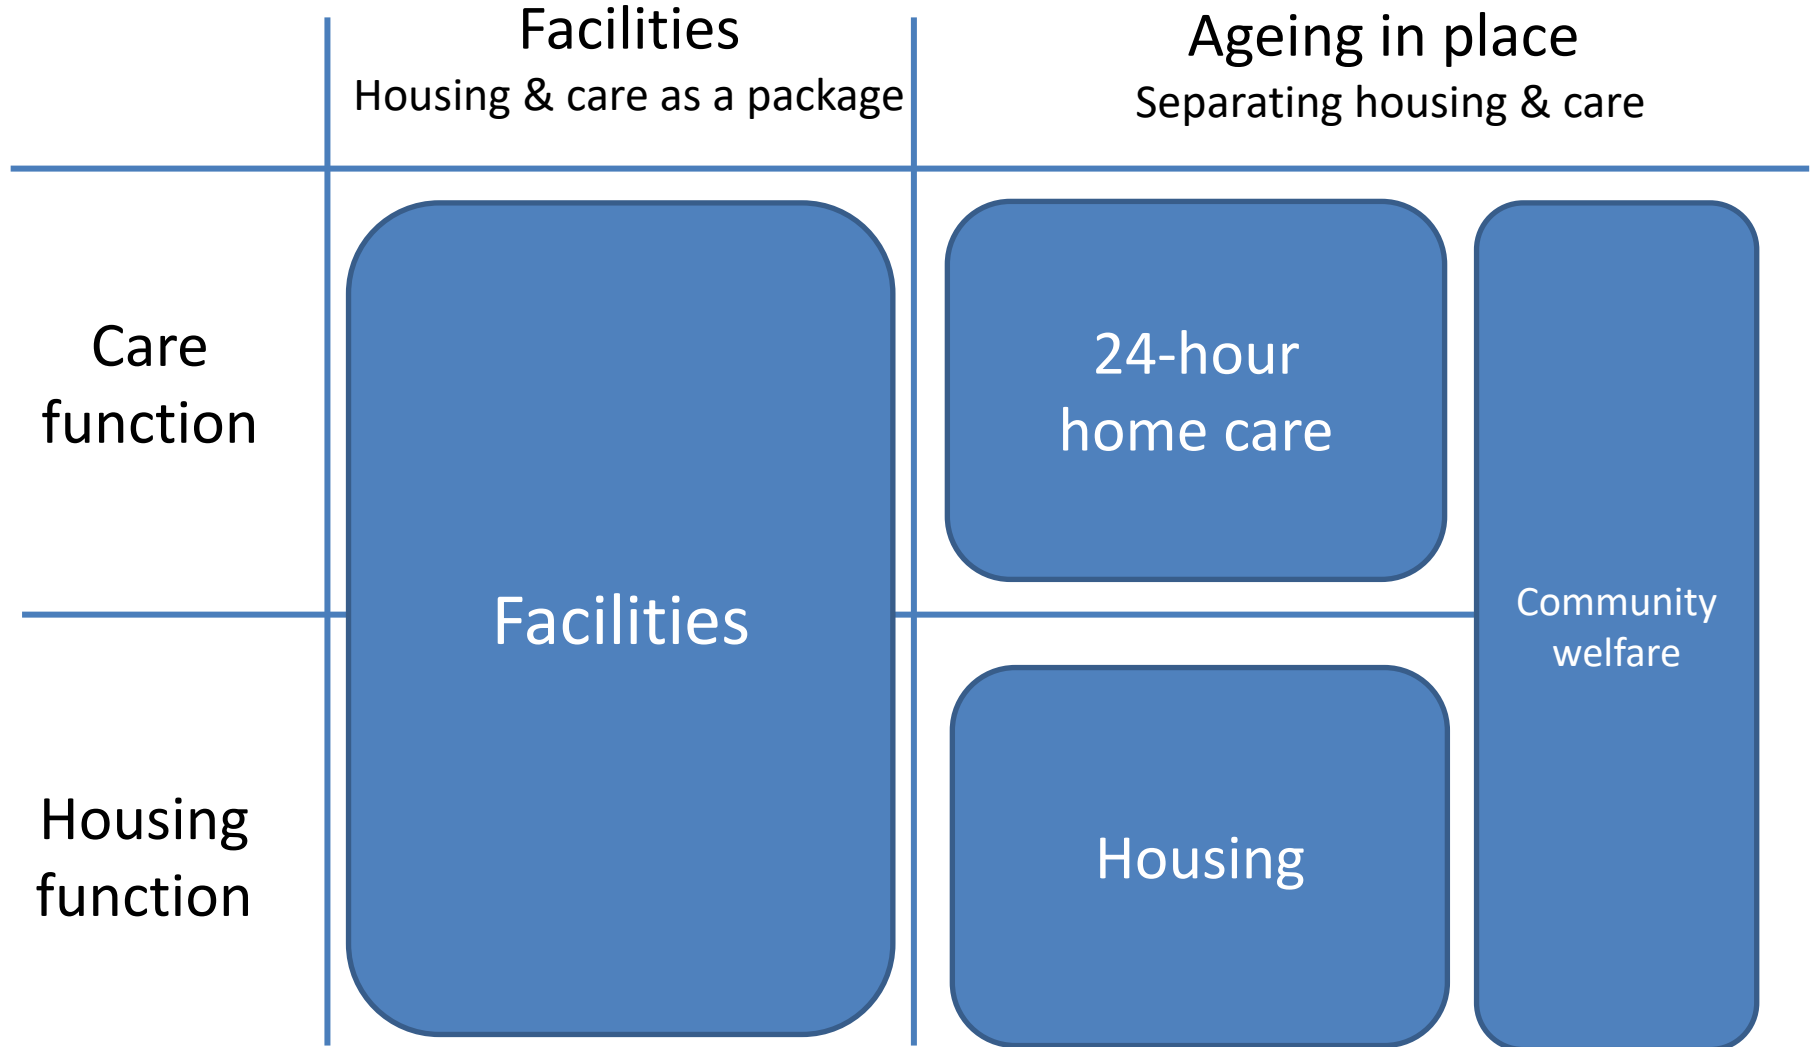 Facilities
Housing & care as a package
Ageing in place
Separating housing & care
Care
function
24-hour
home care
Facilities
Community
welfare
Housing
function
Housing